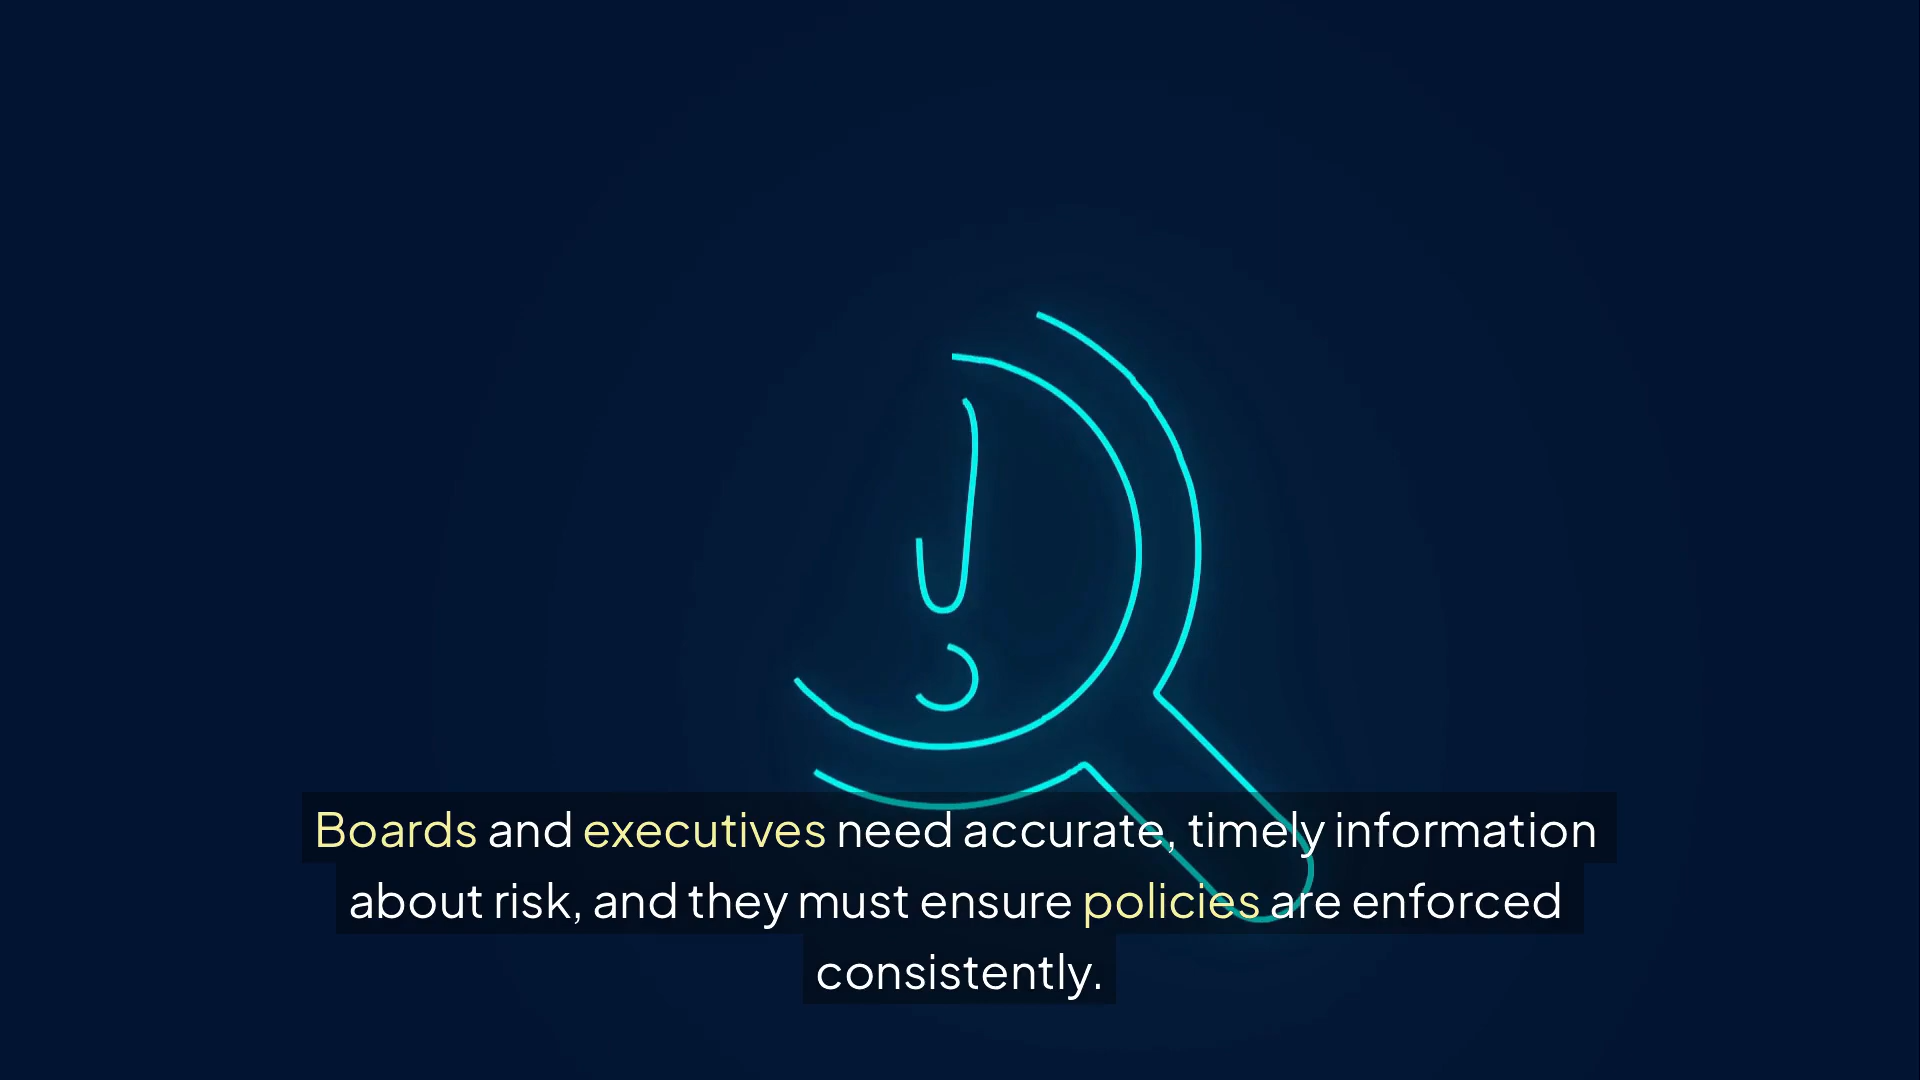 Boards and executives need accurate, timely information
about risk, and they must ensure policies are enforced
consistently.